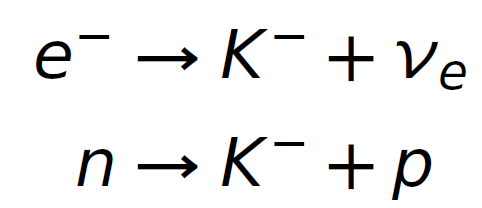 e⁻ → K⁻ + νₑ
n → K⁻ + p